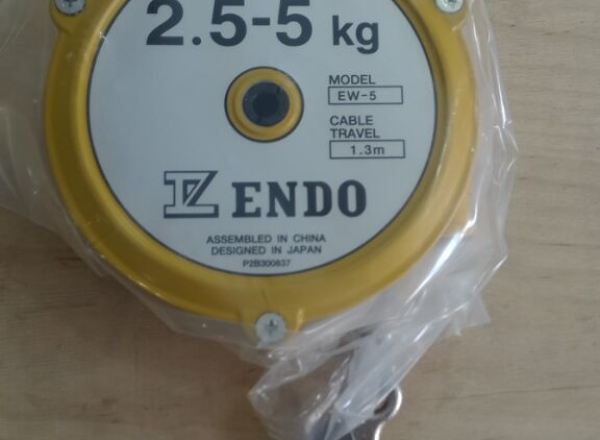 2.5-5 kg
MODEL
EW-5
CABLE
TRAVEL
1.3m
ENDO
ASSEMBLED IN CHINA
DESIGNED IN JAPAN
P2B300637